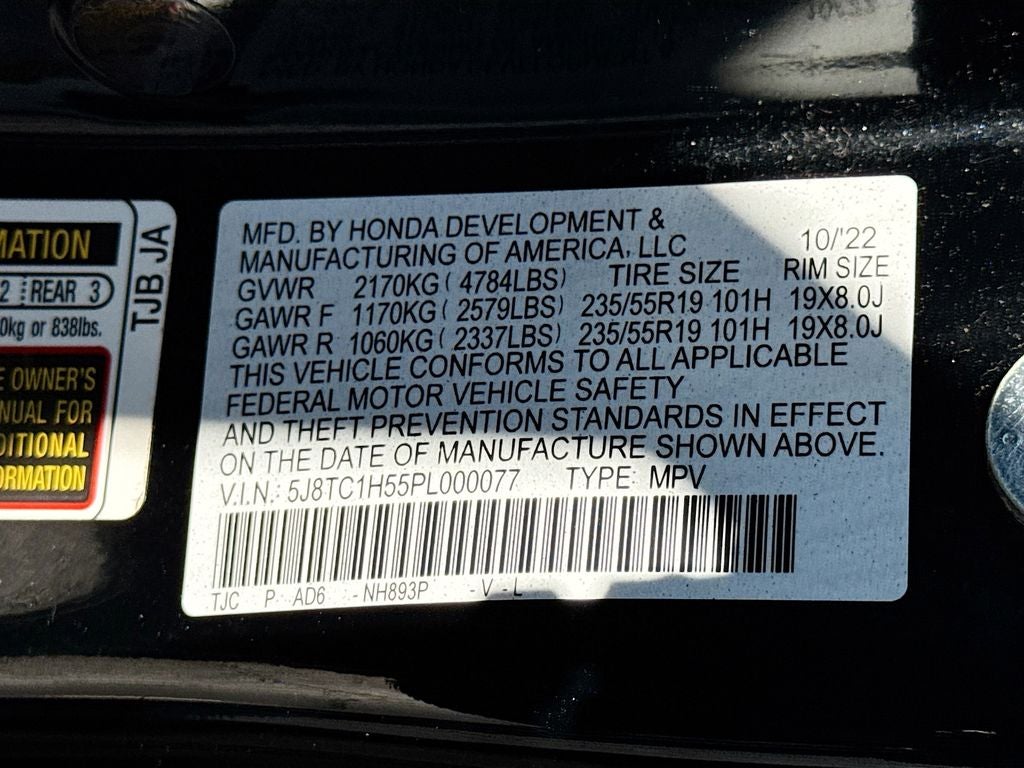 MATION
2 REAR 3
0kg or 838lbs.
E OWNER'S
NUAL FOR
DITIONAL
ORMATION
TJB JA
MFD. BY HONDA DEVELOPMENT &
MANUFACTURING OF AMERICA, LLC 10/'22
GVWR 2170KG ( 4784LBS) TIRE SIZE RIM SIZE
GAWR F 1170KG ( 2579LBS) 235/55R19 101H 19X8.0J
GAWR R 1060KG ( 2337LBS) 235/55R19 101H 19X8.0J
THIS VEHICLE CONFORMS TO ALL APPLICABLE
FEDERAL MOTOR VEHICLE SAFETY
AND THEFT PREVENTION STANDARDS IN EFFECT
ON THE DATE OF MANUFACTURE SHOWN ABOVE.
V.I.N.: 5J8TC1H55PL000077 TYPE: MPV
TJC P AD6 - NH893P - V - L